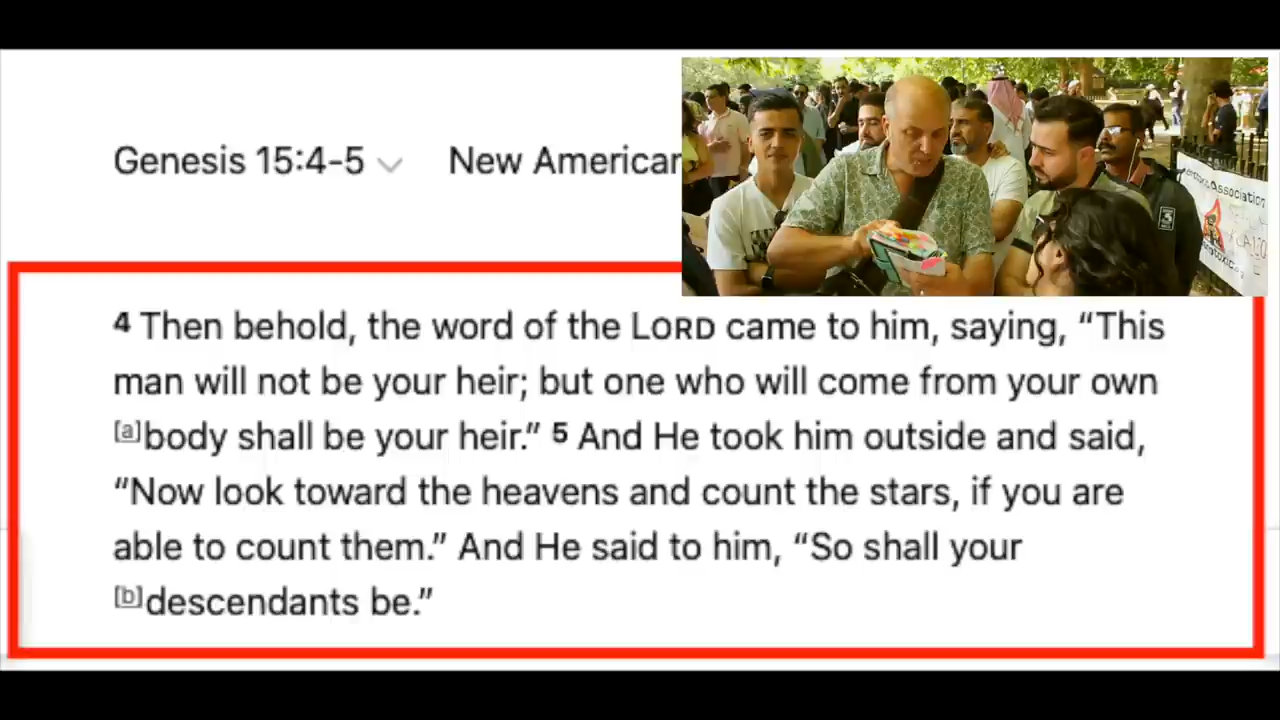 Genesis 15:4-5 New American
4 Then behold, the word of the LORD came to him, saying, “This
man will not be your heir; but one who will come from your own
[a]body shall be your heir.” 5 And He took him outside and said,
“Now look toward the heavens and count the stars, if you are
able to count them.” And He said to him, “So shall your
[b]descendants be.”
Association